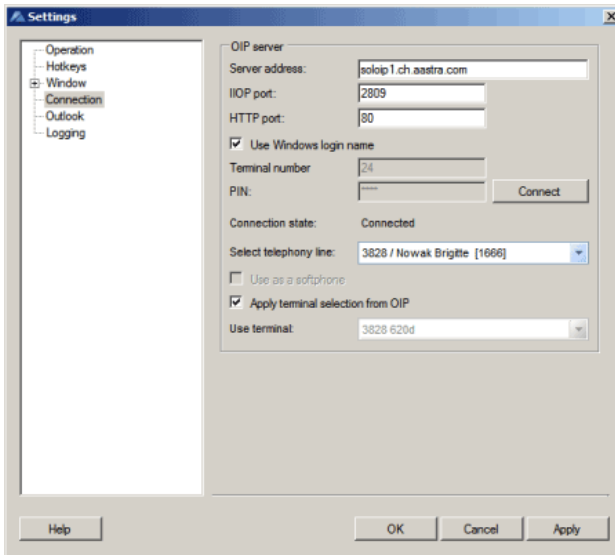 Settings
Operation
Hotkeys
Window
Connection
Outlook
Logging
OIP server
Server address: soloip1.ch.aastra.com
IIOP port: 2809
HTTP port: 80
Use Windows login name
Terminal number 24
PIN: **** Connect
Connection state: Connected
Select telephony line: 3828 / Nowak Brigitte [1666]
Use as a softphone
Apply terminal selection from OIP
Use terminal: 3828 620d
Help OK Cancel Apply